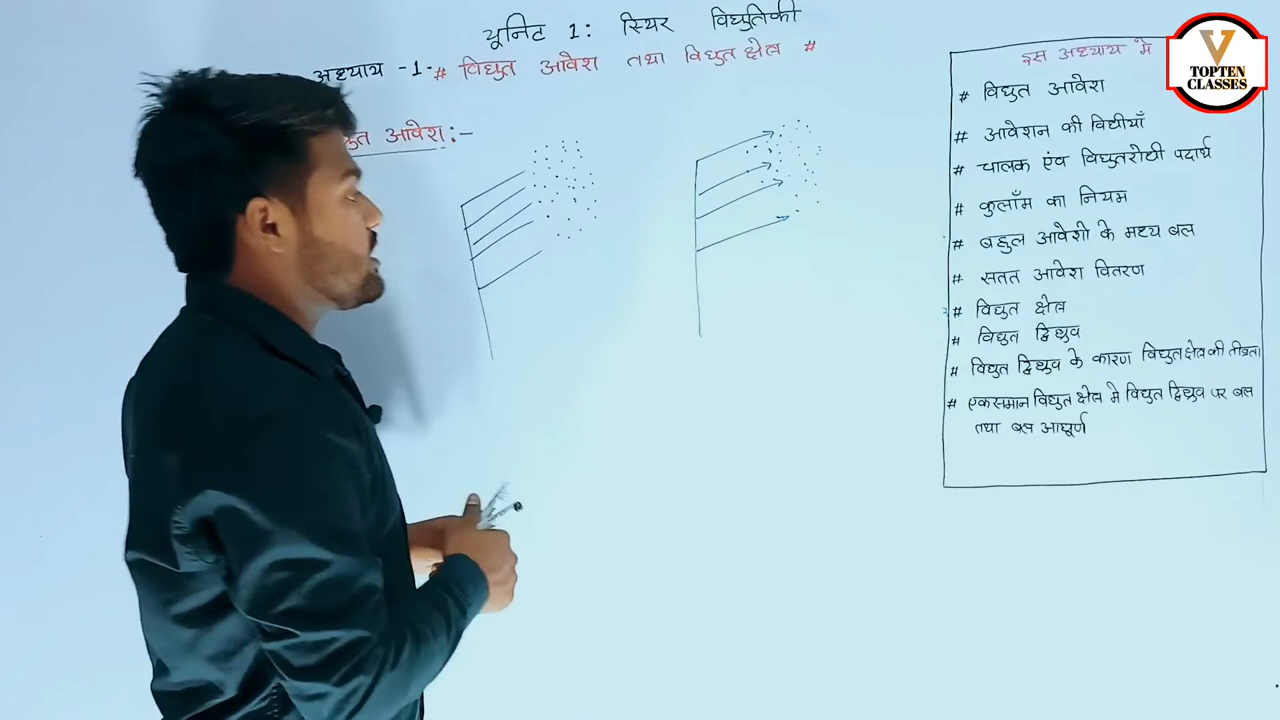 यूनिट 1: स्थिर विद्युतिकी
अध्याय -1- # विद्युत आवेश तथा विद्युत क्षेत्र #
आवेश :-
इस अध्याय में
# विद्युत आवेश
# आवेशन की विधीयाँ
# चालक एंव विद्युतरोधी पदार्थ
# कुलाँम का नियम
# बहुल आवेशों के मध्य बल
# सतत आवेश वितरण
# विद्युत क्षेत्र
# विद्युत द्विध्रुव
# विद्युत द्विध्रुव के कारण विद्युत क्षेत्र की तीव्रता
# एकसमान विद्युत क्षेत्र मे विद्युत द्विध्रुव पर बल
तथा बल आघूर्ण
V
TOPTEN
CLASSES